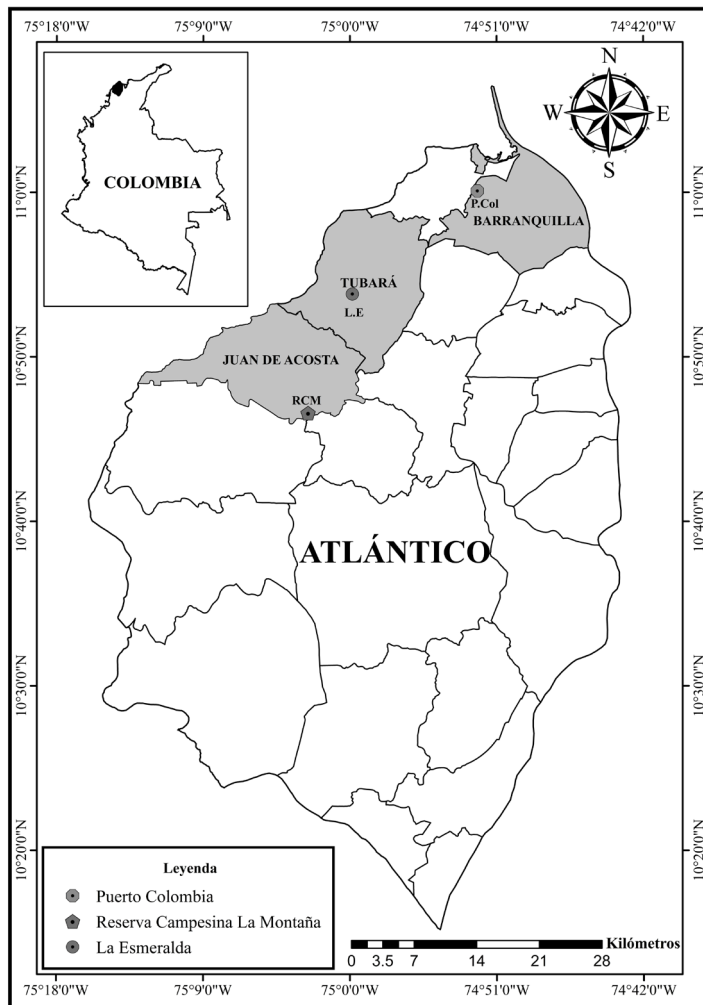 75°18'0"W 75°9'0"W 75°0'0"W 74°51'0"W 74°42'0"W
N
W E
S
COLOMBIA
11°0'0"N 11°0'0"N
P.Col
BARRANQUILLA
TUBARÁ
L.E
10°50'0"N 10°50'0"N
JUAN DE ACOSTA
RCM
10°40'0"N 10°40'0"N
ATLÁNTICO
10°30'0"N 10°30'0"N
10°20'0"N 10°20'0"N
Leyenda
Puerto Colombia
Reserva Campesina La Montaña
La Esmeralda
Kilómetros
0 3.5 7 14 21 28
75°18'0"W 75°9'0"W 75°0'0"W 74°51'0"W 74°42'0"W